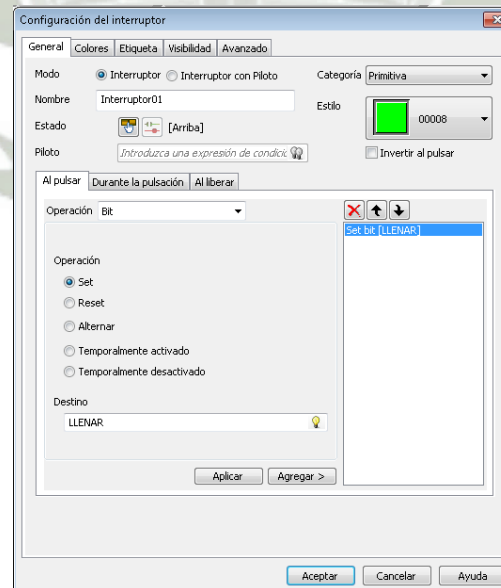 Configuración del interruptor
General Colores Etiqueta Visibilidad Avanzado
Modo Interruptor Interruptor con Piloto Categoría Primitiva
Nombre Interruptor01
Estilo 00008
Estado [Arriba]
Piloto Introduzca una expresión de condici Invertir al pulsar
Al pulsar Durante la pulsación Al liberar
Operación Bit
Set bit [LLENAR]
Operación
Set
Reset
Alternar
Temporalmente activado
Temporalmente desactivado
Destino
LLENAR
Aplicar Agregar >
Aceptar Cancelar Ayuda